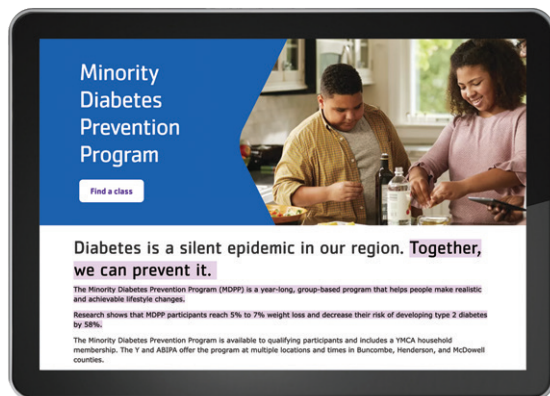 Minority
Diabetes
Prevention
Program
Find a class
Diabetes is a silent epidemic in our region. Together,
we can prevent it.
The Minority Diabetes Prevention Program (MDPP) is a year-long, group-based program that helps people make realistic
and achievable lifestyle changes.
Research shows that MDPP participants reach 5% to 7% weight loss and decrease their risk of developing type 2 diabetes
by 58%.
The Minority Diabetes Prevention Program is available to qualifying participants and includes a YMCA household
membership. The Y and ABIPA offer the program at multiple locations and times in Buncombe, Henderson, and McDowell
counties.